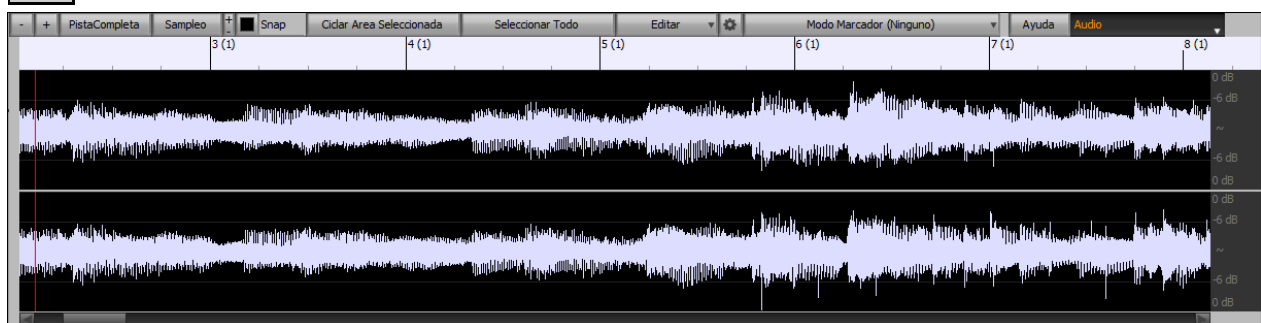 - + PistaCompleta Sampleo + - Snap Ciclar Area Seleccionada Seleccionar Todo Editar Modo Marcador (Ninguno) Ayuda Audio
3 (1) 4 (1) 5 (1) 6 (1) 7 (1) 8 (1)
0 dB
-6 dB
~
-6 dB
0 dB
0 dB
-6 dB
~
-6 dB
0 dB